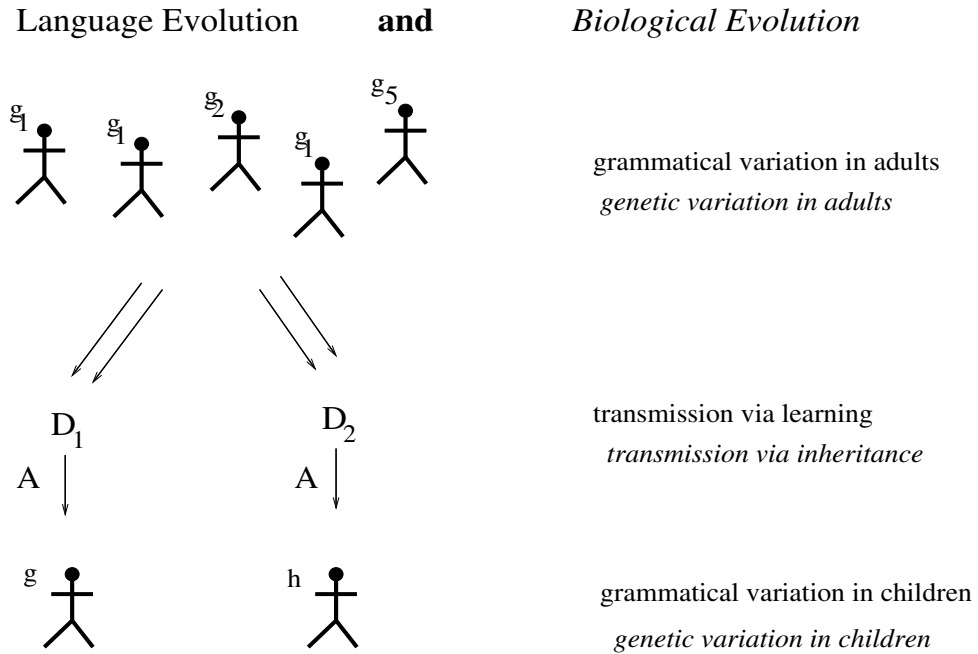 Language Evolution and Biological Evolution
g1 g1 g2 g1 g5
grammatical variation in adults
genetic variation in adults
D1 D2
transmission via learning
transmission via inheritance
A A
g h
grammatical variation in children
genetic variation in children